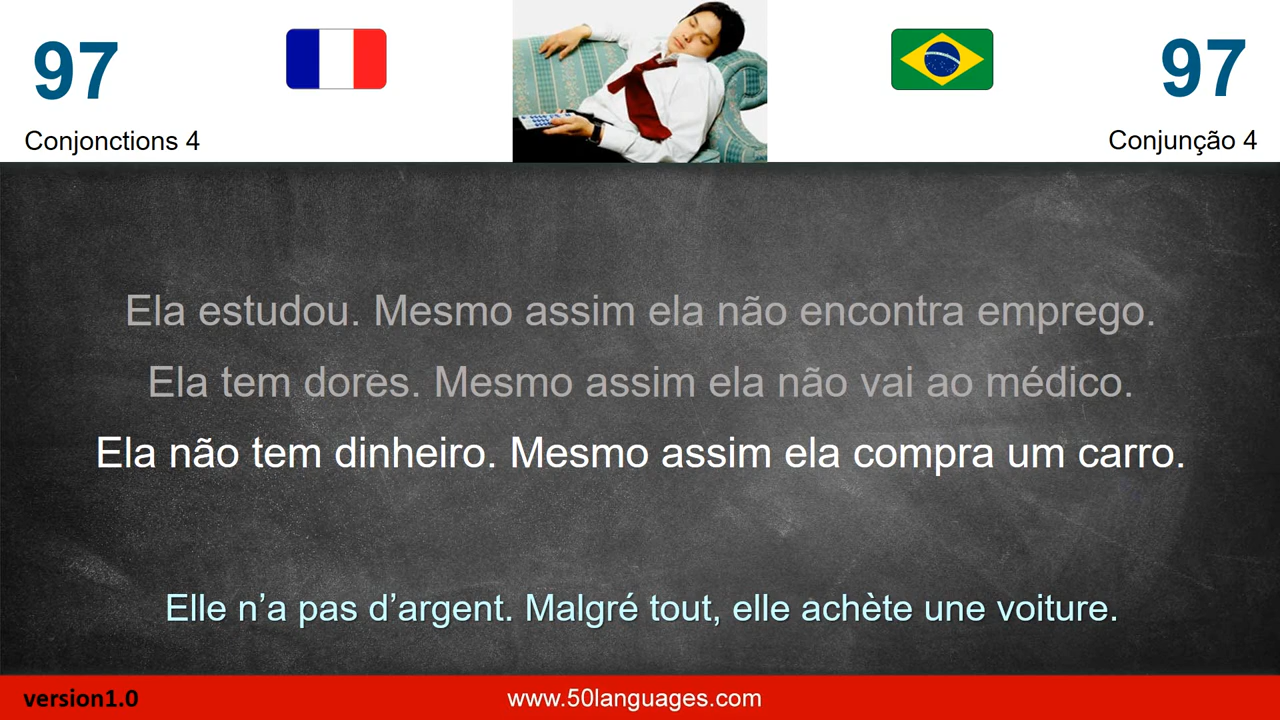 97
97
Conjonctions 4
Conjunção 4
Ela estudou. Mesmo assim ela não encontra emprego.
Ela tem dores. Mesmo assim ela não vai ao médico.
Ela não tem dinheiro. Mesmo assim ela compra um carro.
Elle n’a pas d’argent. Malgré tout, elle achète une voiture.
version1.0
www.50languages.com